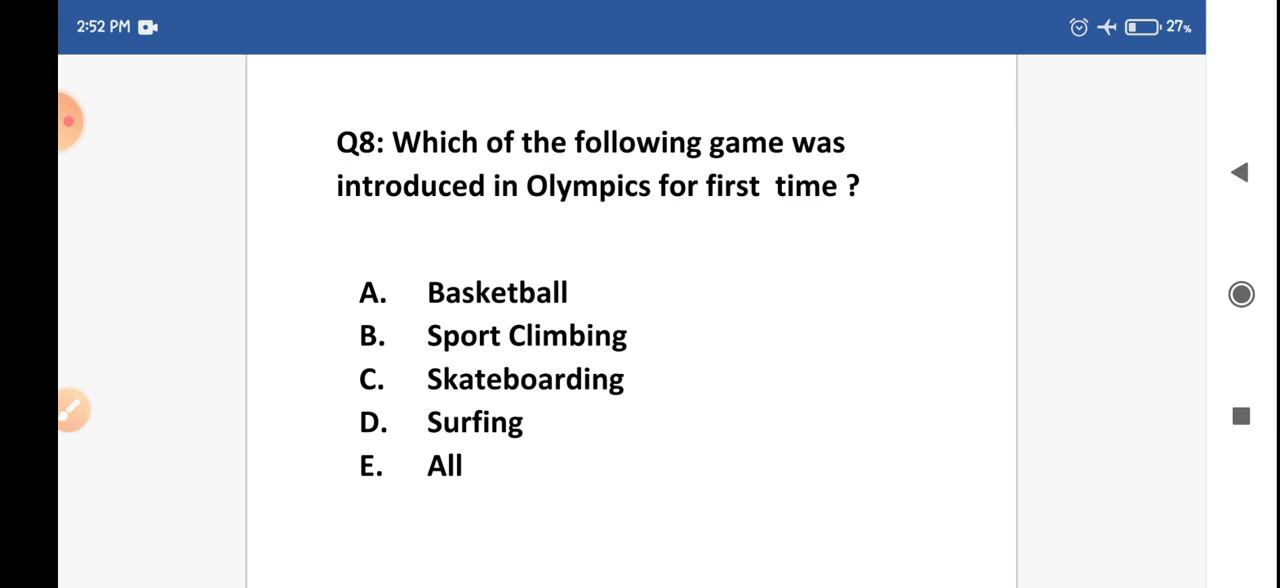 2:52 PM
27%
Q8: Which of the following game was
introduced in Olympics for first  time ?
A. Basketball
B. Sport Climbing
C. Skateboarding
D. Surfing
E. All